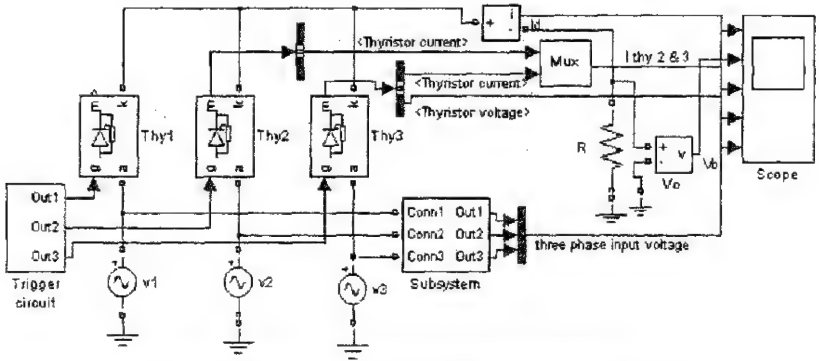 + i
-
Id
<Thyristor current>
Mux
I thy 2 & 3
<Thyristor current>
<Thyristor voltage>
m k
m k
m k
Thy1
Thy2
Thy3
g a
g a
g a
R
+ v
-
Vb
Vo
Scope
Out1
Out2
Out3
Conn1 Out1
Conn2 Out2
Conn3 Out3
three phase input voltage
Subsystem
Trigger
circuit
v1
v2
v3